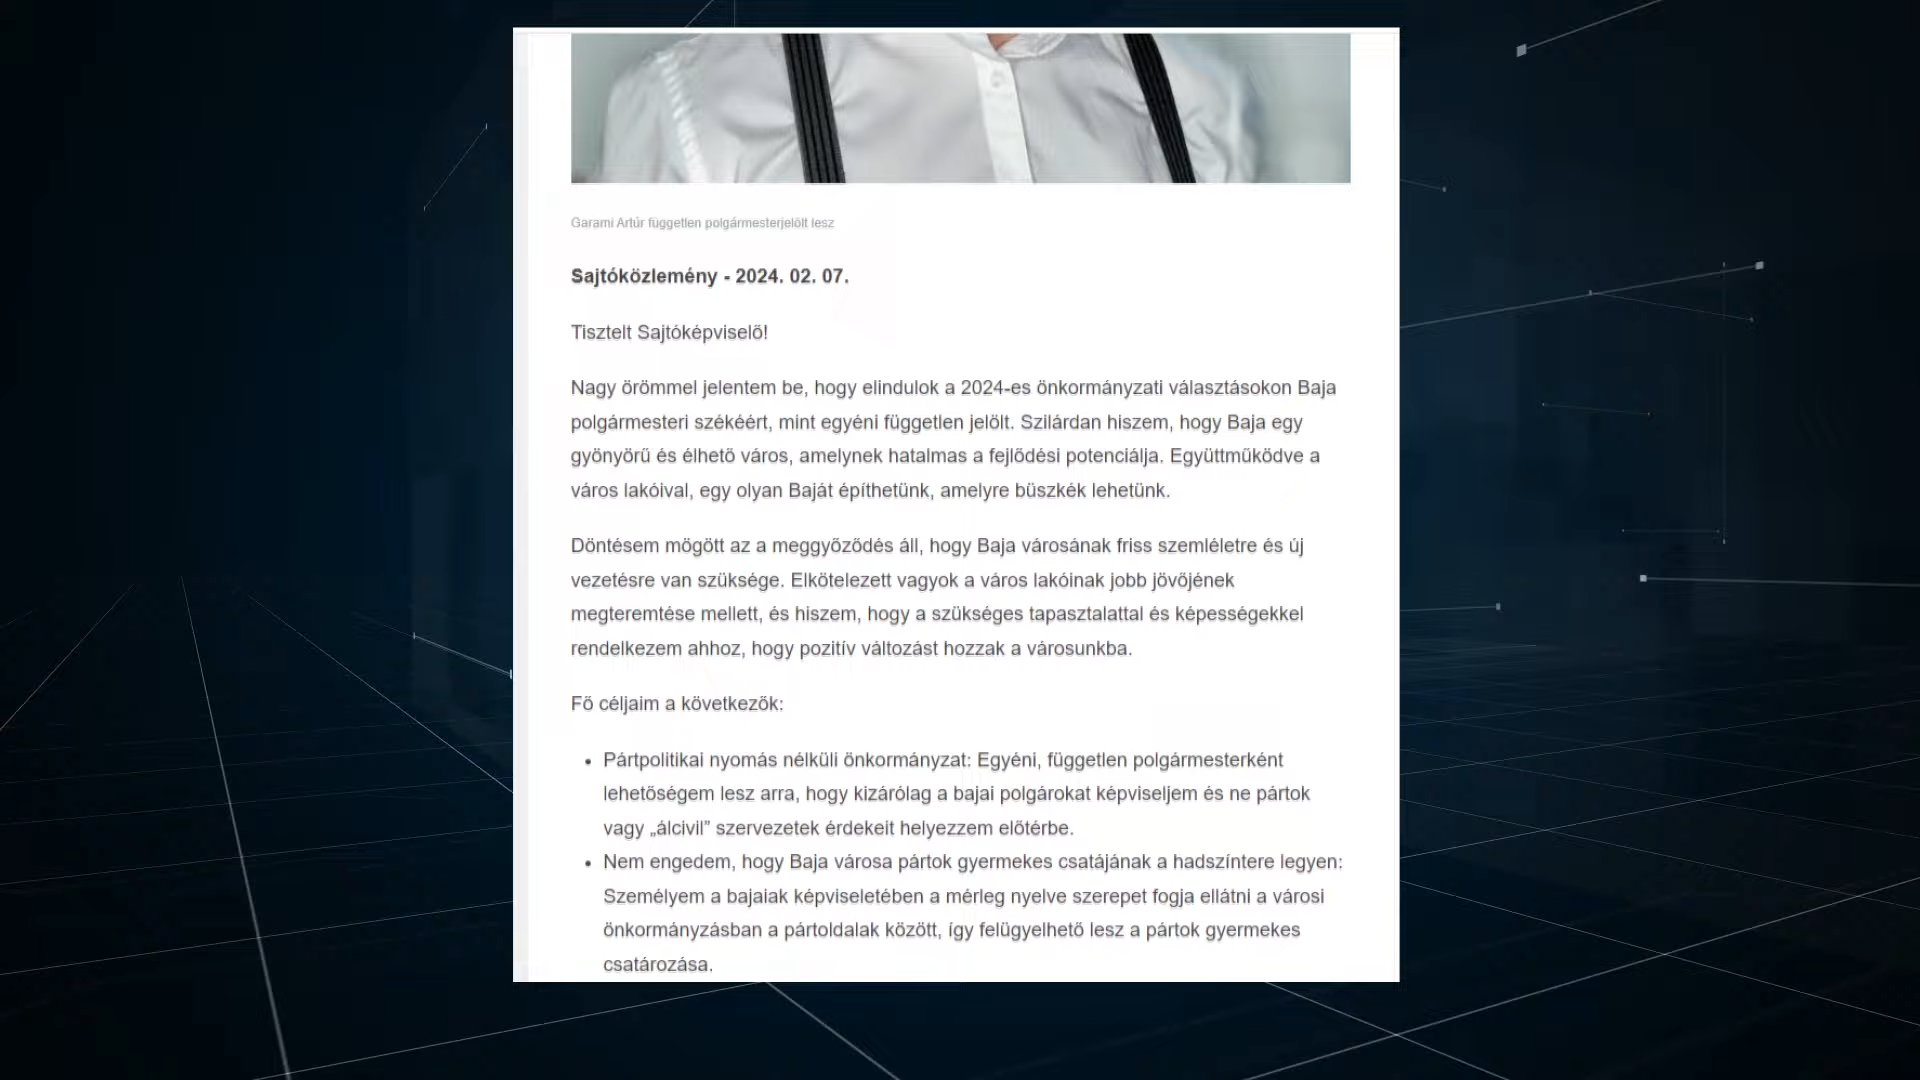 Garami Artúr független polgármesterjelölt lesz
Sajtóközlemény - 2024. 02. 07.
Tisztelt Sajtóképviselő!
Nagy örömmel jelentem be, hogy elindulok a 2024-es önkormányzati választásokon Baja
polgármesteri székéért, mint egyéni független jelölt. Szilárdan hiszem, hogy Baja egy
gyönyörű és élhető város, amelynek hatalmas a fejlődési potenciálja. Együttműködve a
város lakóival, egy olyan Baját építhetünk, amelyre büszkék lehetünk.
Döntésem mögött az a meggyőződés áll, hogy Baja városának friss szemléletre és új
vezetésre van szüksége. Elkötelezett vagyok a város lakóinak jobb jövőjének
megteremtése mellett, és hiszem, hogy a szükséges tapasztalattal és képességekkel
rendelkezem ahhoz, hogy pozitív változást hozzak a városunkba.
Fő céljaim a következők:
• Pártpolitikai nyomás nélküli önkormányzat: Egyéni, független polgármesterként
lehetőségem lesz arra, hogy kizárólag a bajai polgárokat képviseljem és ne pártok
vagy „álcivil” szervezetek érdekeit helyezzem előtérbe.
• Nem engedem, hogy Baja városa pártok gyermekes csatájának a hadszíntere legyen:
Személyem a bajaiak képviseletében a mérleg nyelve szerepet fogja ellátni a városi
önkormányzásban a pártoldalak között, így felügyelhető lesz a pártok gyermekes
csatározása.